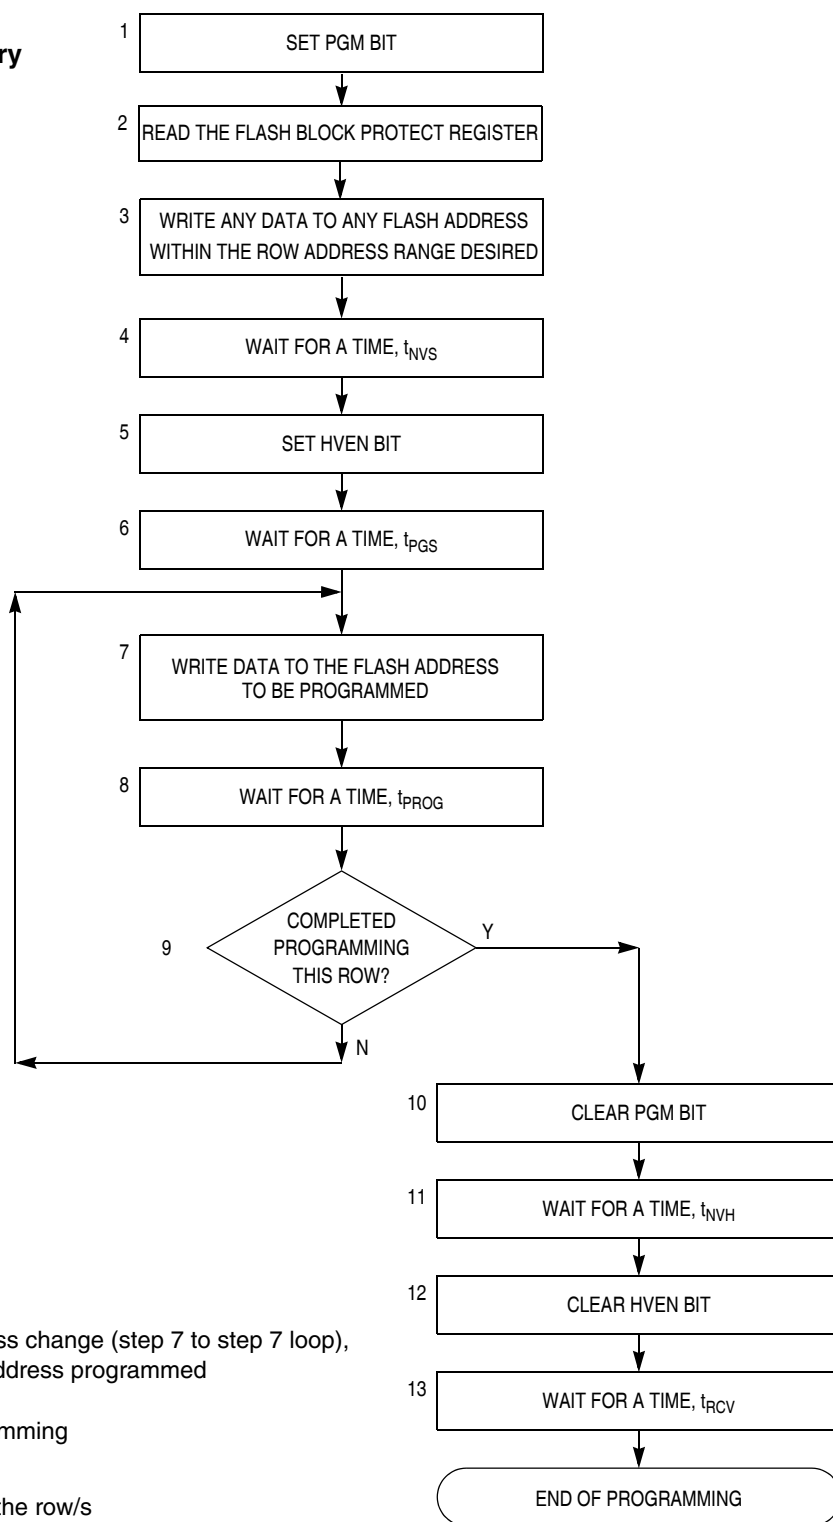 1
SET PGM BIT
ry
2
READ THE FLASH BLOCK PROTECT REGISTER
3
WRITE ANY DATA TO ANY FLASH ADDRESS
WITHIN THE ROW ADDRESS RANGE DESIRED
4
WAIT FOR A TIME, tNVS
5
SET HVEN BIT
6
WAIT FOR A TIME, tPGS
7
WRITE DATA TO THE FLASH ADDRESS
TO BE PROGRAMMED
8
WAIT FOR A TIME, tPROG
9
COMPLETED
PROGRAMMING
THIS ROW?
Y
N
10
CLEAR PGM BIT
11
WAIT FOR A TIME, tNVH
12
CLEAR HVEN BIT
13
WAIT FOR A TIME, tRCV
END OF PROGRAMMING
ss change (step 7 to step 7 loop),
ddress programmed
mming
the row/s